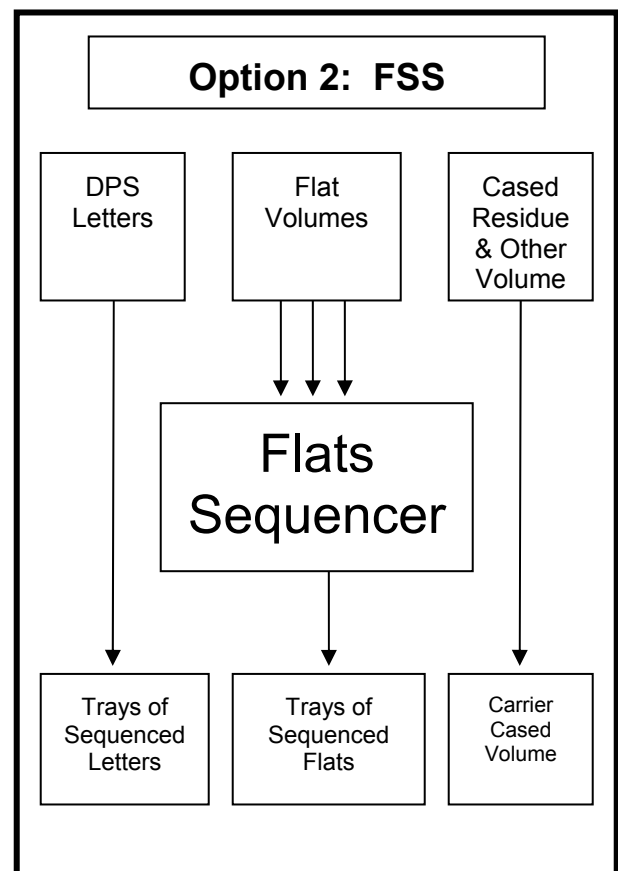 Option 2:  FSS
DPS
Letters
Flat
Volumes
Cased
Residue
& Other
Volume
Flats
Sequencer
Trays of
Sequenced
Letters
Trays of
Sequenced
Flats
Carrier
Cased
Volume